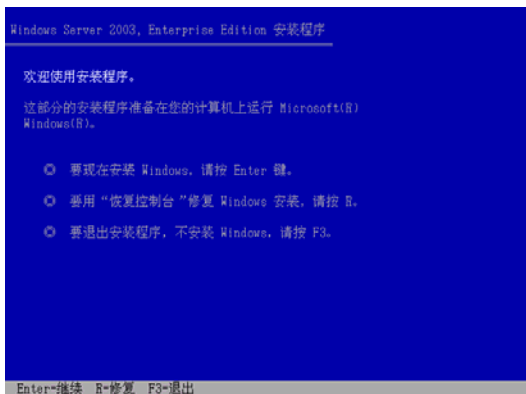 Windows Server 2003, Enterprise Edition 安装程序
欢迎使用安装程序。
这部分的安装程序准备在您的计算机上运行 Microsoft(R)
Windows(R)。
要现在安装 Windows，请按 Enter 键。
要用“恢复控制台”修复 Windows 安装，请按 R。
要退出安装程序，不安装 Windows，请按 F3。
Enter=继续 R=修复 F3=退出